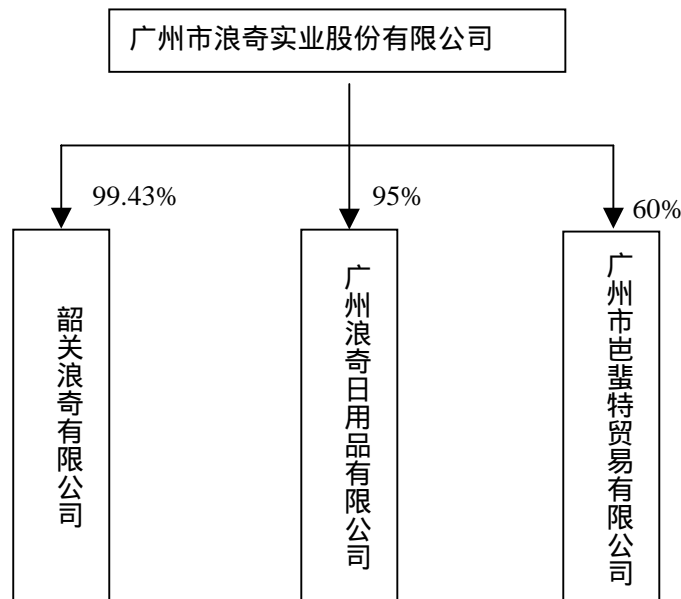 广州市浪奇实业股份有限公司
99.43%
95%
60%
韶关浪奇有限公司
广州浪奇日用品有限公司
广州市岜蜚特贸易有限公司